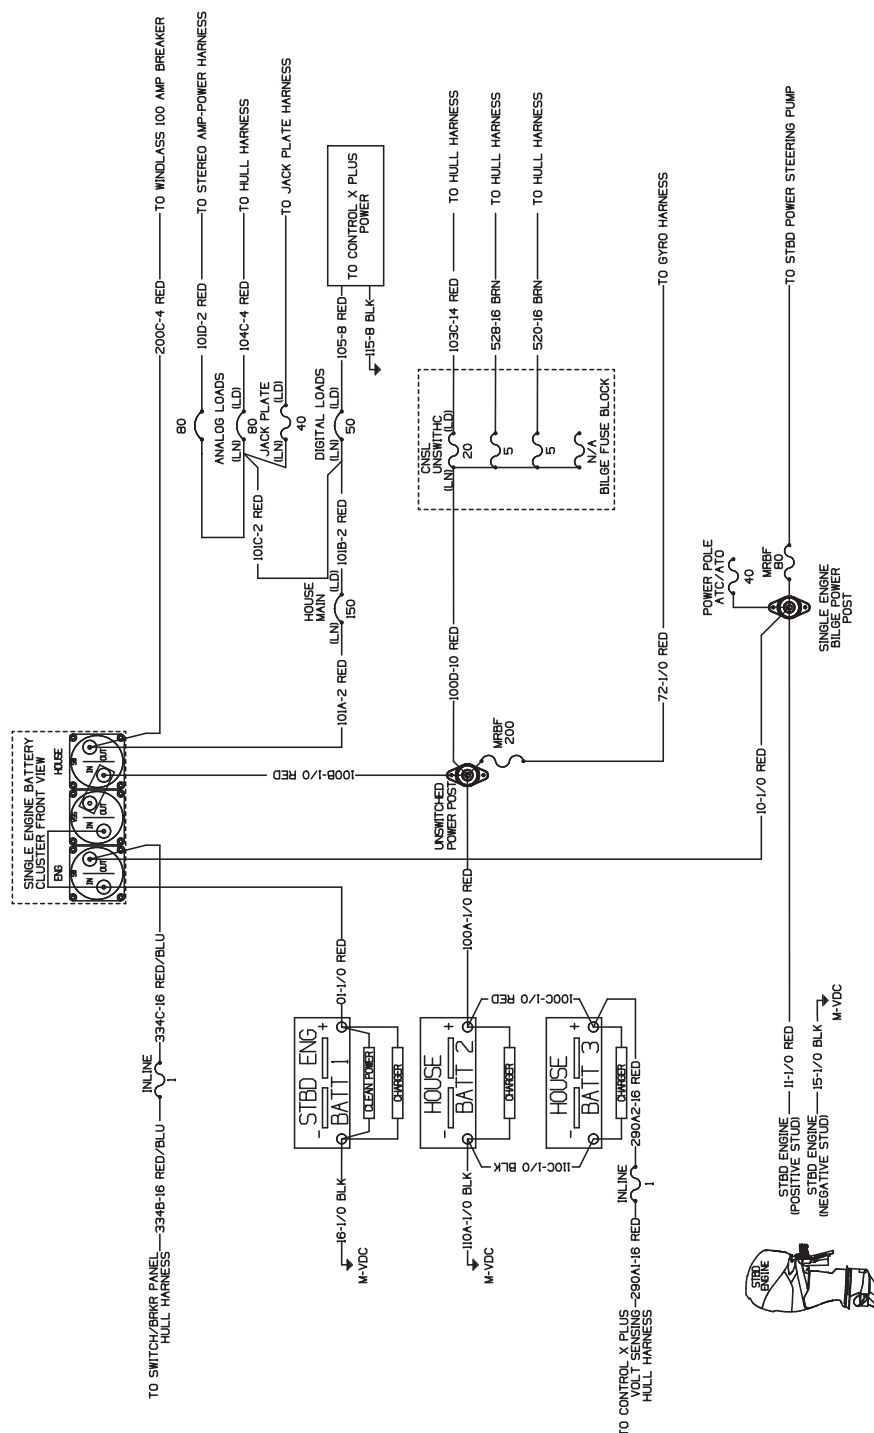 TO WINDLASS 100 AMP BREAKER
TO STEREO AMP-POWER HARNESS
TO HULL HARNESS
TO JACK PLATE HARNESS
TO CONTROL X PLUS
POWER
TO HULL HARNESS
TO HULL HARNESS
TO HULL HARNESS
TO GYRO HARNESS
TO STBD POWER STEERING PUMP
200C-4 RED
101D-2 RED
104C-4 RED
105-8 RED
115-8 BLK
103C-14 RED
528-16 BRN
520-16 BRN
80
ANALOG LOADS
(LN)
(LD)
80
JACK PLATE
(LN)
(LD)
40
DIGITAL LOADS
(LN)
(LD)
50
CNSL
UNSWITHC
(LN)
(LD)
20
5
5
N/A
BILGE FUSE BLOCK
101C-2 RED
101B-2 RED
HOUSE
MAIN
(LN)
(LD)
150
101A-2 RED
100D-10 RED
72-1/0 RED
POWER POLE
ATC/ATO
40
MRBF
80
SINGLE ENGNE
BILGE POWER
POST
SINGLE ENGINE BATTERY
CLUSTER FRONT VIEW
ENG
HOUSE
IN
OUT
IN
OUT
IN
OUT
100B-1/0 RED
MRBF
200
UNSWITCHED
POWER POST
10-1/0 RED
334C-16 RED/BLU
INLINE
1
334B-16 RED/BLU
TO SWITCH/BRKR PANEL
HULL HARNESS
01-1/0 RED
STBD ENG
BATT 1
- +
CLEAN POWER
CHARGER
16-1/0 BLK
M-VDC
100A-1/0 RED
HOUSE
BATT 2
- +
CHARGER
110A-1/0 BLK
M-VDC
100C-1/0 RED
110C-1/0 BLK
HOUSE
BATT 3
- +
CHARGER
290A2-16 RED
INLINE
1
290A1-16 RED
TO CONTROL X PLUS
VOLT SENSING
HULL HARNESS
11-1/0 RED
STBD ENGINE
(POSITIVE STUD)
15-1/0 BLK
STBD ENGINE
(NEGATIVE STUD)
M-VDC
STBD
ENGINE